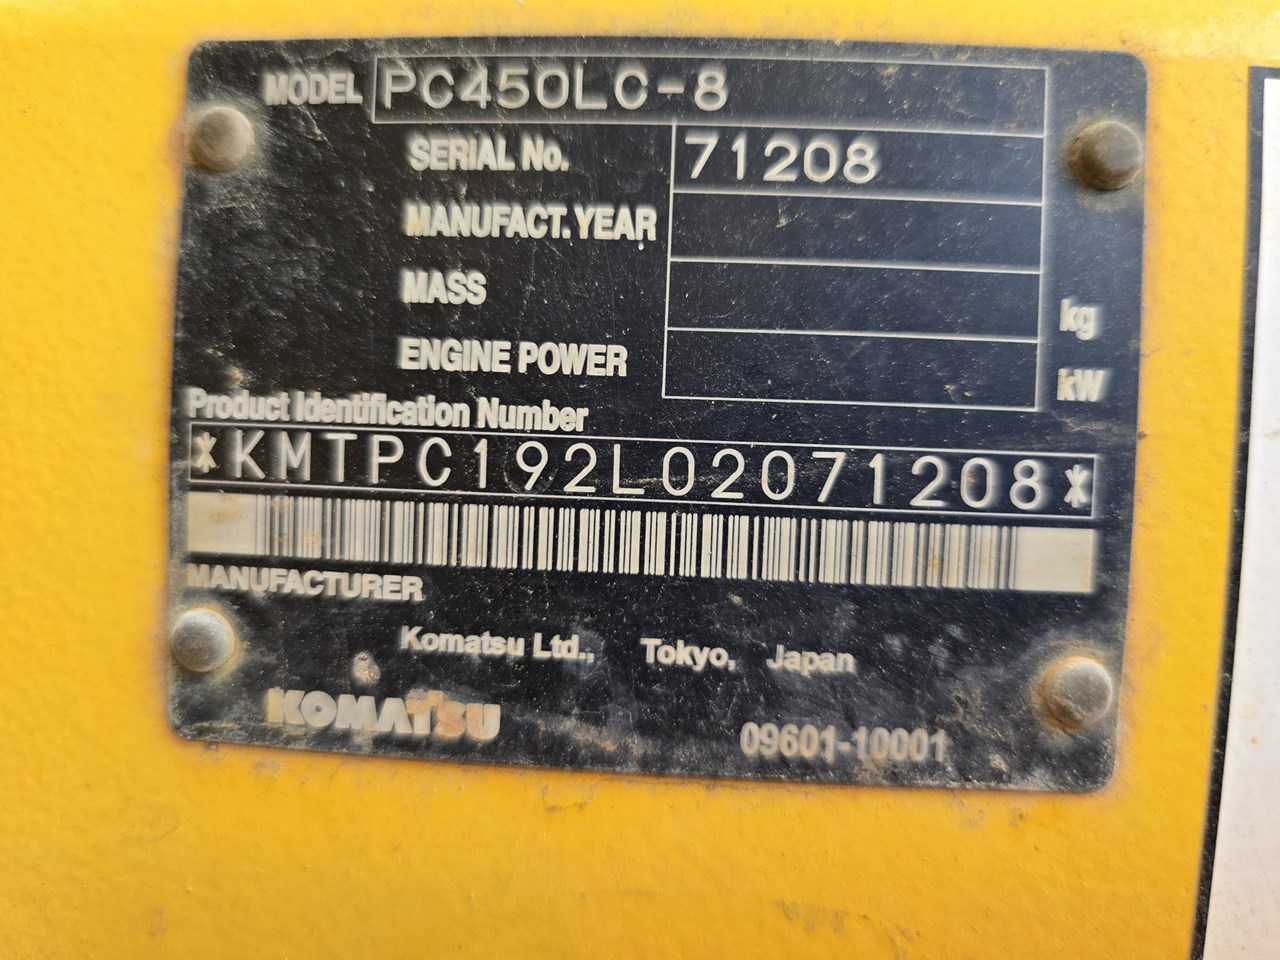 MODEL PC450LC-8
SERIAL No. 71208
MANUFACT. YEAR
MASS kg
ENGINE POWER kW
Product Identification Number
*KMTPC192L02071208*
MANUFACTURER
Komatsu Ltd., Tokyo, Japan
KOMATSU 09601-10001